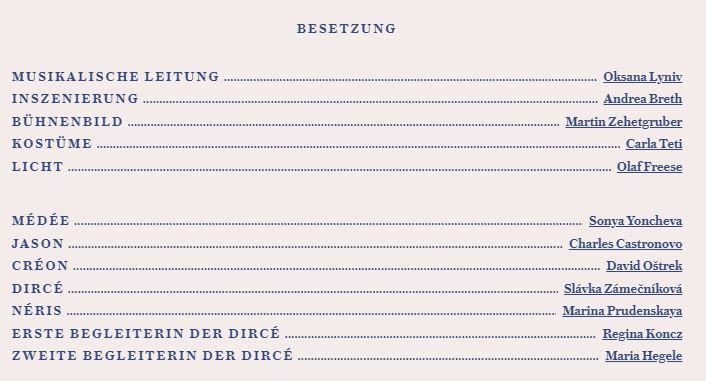 BESETZUNG
MUSIKALISCHE LEITUNG Oksana Lyniv
INSZENIERUNG Andrea Breth
BÜHNENBILD Martin Zehetgruber
KOSTÜME Carla Teti
LICHT Olaf Freese
MÉDÉE Sonya Yoncheva
JASON Charles Castronovo
CRÉON David Oštrek
DIRCÉ Slávka Zámečníková
NÉRIS Marina Prudenskaya
ERSTE BEGLEITERIN DER DIRCÉ Regina Koncz
ZWEITE BEGLEITERIN DER DIRCÉ Maria Hegele